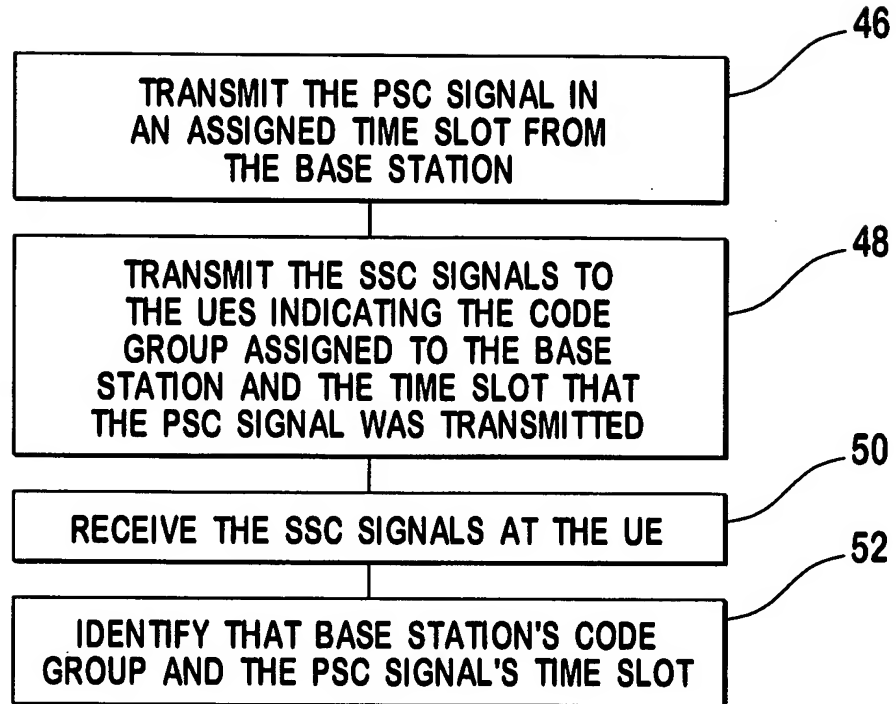 46
TRANSMIT THE PSC SIGNAL IN
AN ASSIGNED TIME SLOT FROM
THE BASE STATION
48
TRANSMIT THE SSC SIGNALS TO
THE UES INDICATING THE CODE
GROUP ASSIGNED TO THE BASE
STATION AND THE TIME SLOT THAT
THE PSC SIGNAL WAS TRANSMITTED
50
RECEIVE THE SSC SIGNALS AT THE UE
52
IDENTIFY THAT BASE STATION'S CODE
GROUP AND THE PSC SIGNAL'S TIME SLOT